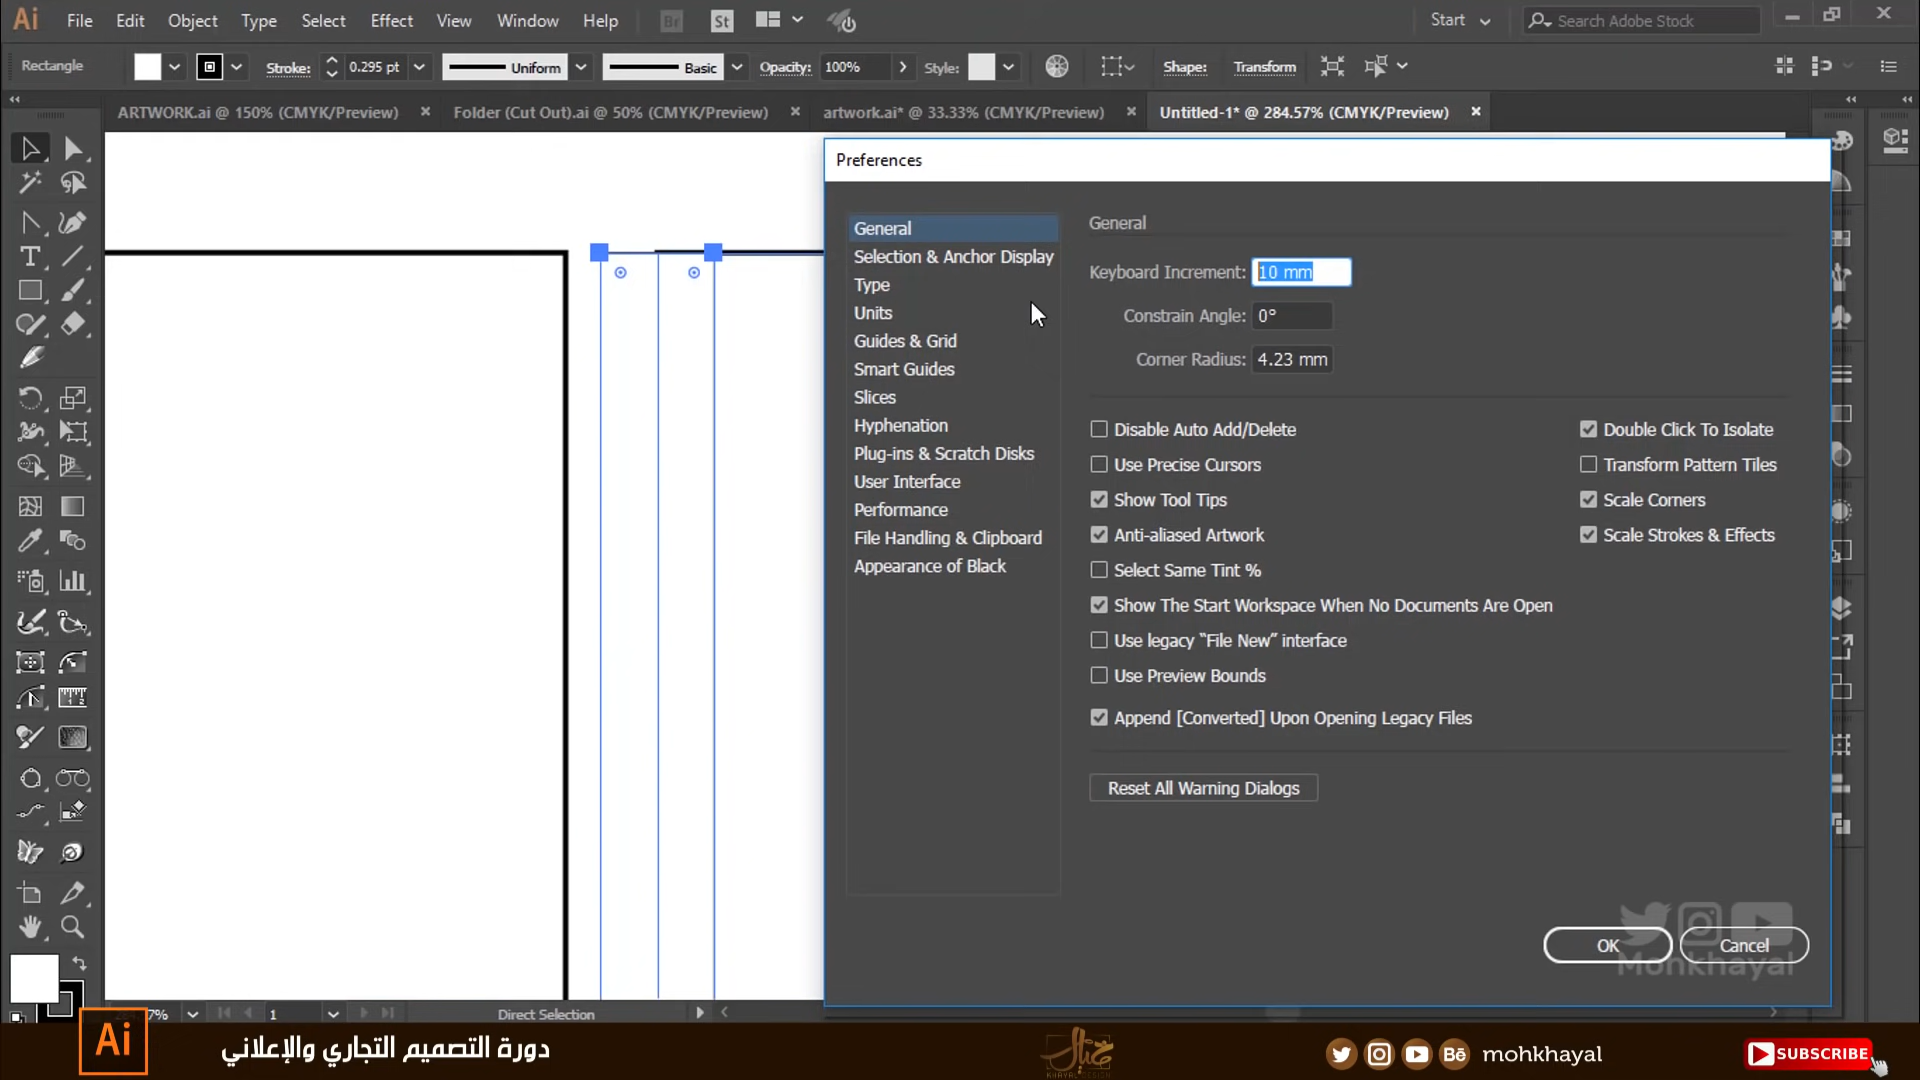 Ai File Edit Object Type Select Effect View Window Help Br St Start Search Adobe Stock
Rectangle Stroke: 0.295 pt Uniform Basic Opacity: 100% Style: Shape: Transform
ARTWORK.ai @ 150% (CMYK/Preview) Folder (Cut Out).ai @ 50% (CMYK/Preview) artwork.ai* @ 33.33% (CMYK/Preview) Untitled-1* @ 284.57% (CMYK/Preview)
Preferences
General
Selection & Anchor Display
Type
Units
Guides & Grid
Smart Guides
Slices
Hyphenation
Plug-ins & Scratch Disks
User Interface
Performance
File Handling & Clipboard
Appearance of Black
General
Keyboard Increment: 10 mm
Constrain Angle: 0°
Corner Radius: 4.23 mm
Disable Auto Add/Delete
Use Precise Cursors
Show Tool Tips
Anti-aliased Artwork
Select Same Tint %
Show The Start Workspace When No Documents Are Open
Use legacy “File New” interface
Use Preview Bounds
Append [Converted] Upon Opening Legacy Files
Double Click To Isolate
Transform Pattern Tiles
Scale Corners
Scale Strokes & Effects
Reset All Warning Dialogs
OK Cancel
Monkhayal
1 Direct Selection
Ai دورة التصميم التجاري والإعلاني
KHAYAL DESIGN
Bē mohkhayal SUBSCRIBE